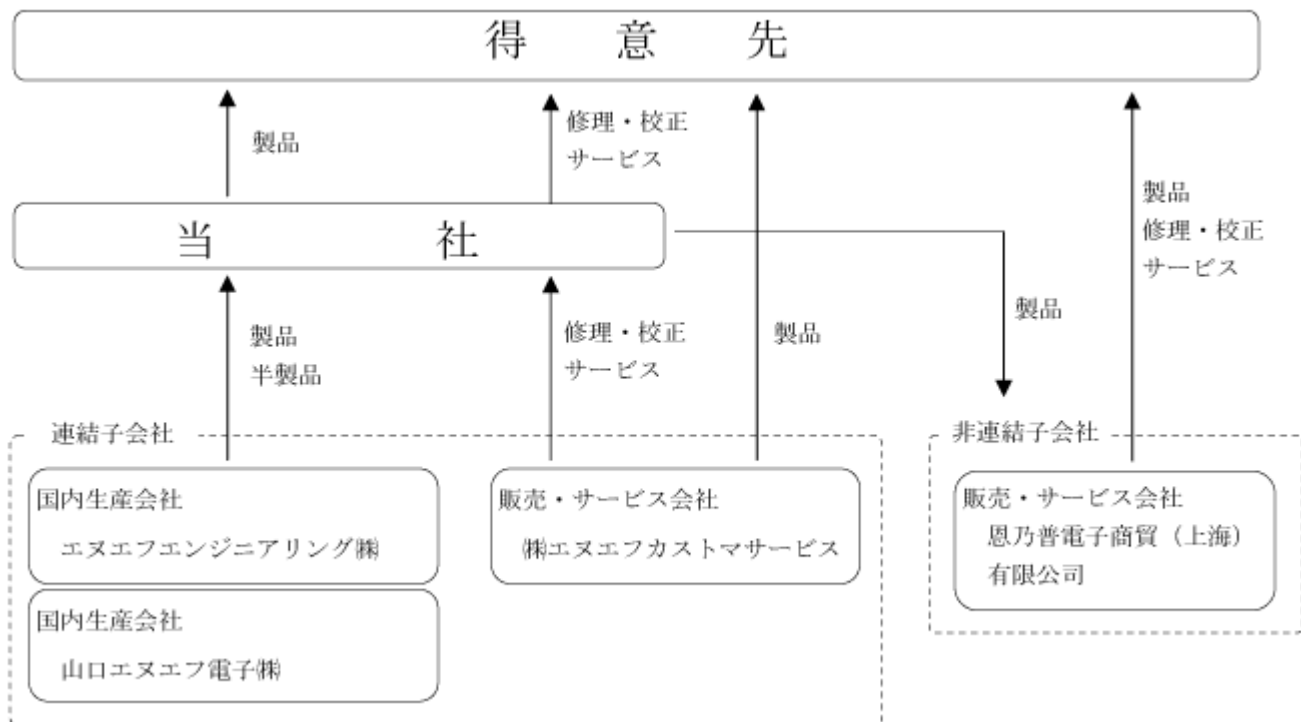 得意先
製品
修理・校正
サービス
製品
修理・校正
サービス
当社
製品
半製品
修理・校正
サービス
製品
製品
連結子会社
非連結子会社
国内生産会社
エヌエフエンジニアリング㈱
国内生産会社
山口エヌエフ電子㈱
販売・サービス会社
㈱エヌエフカストマサービス
販売・サービス会社
恩乃普電子商貿（上海）
有限公司